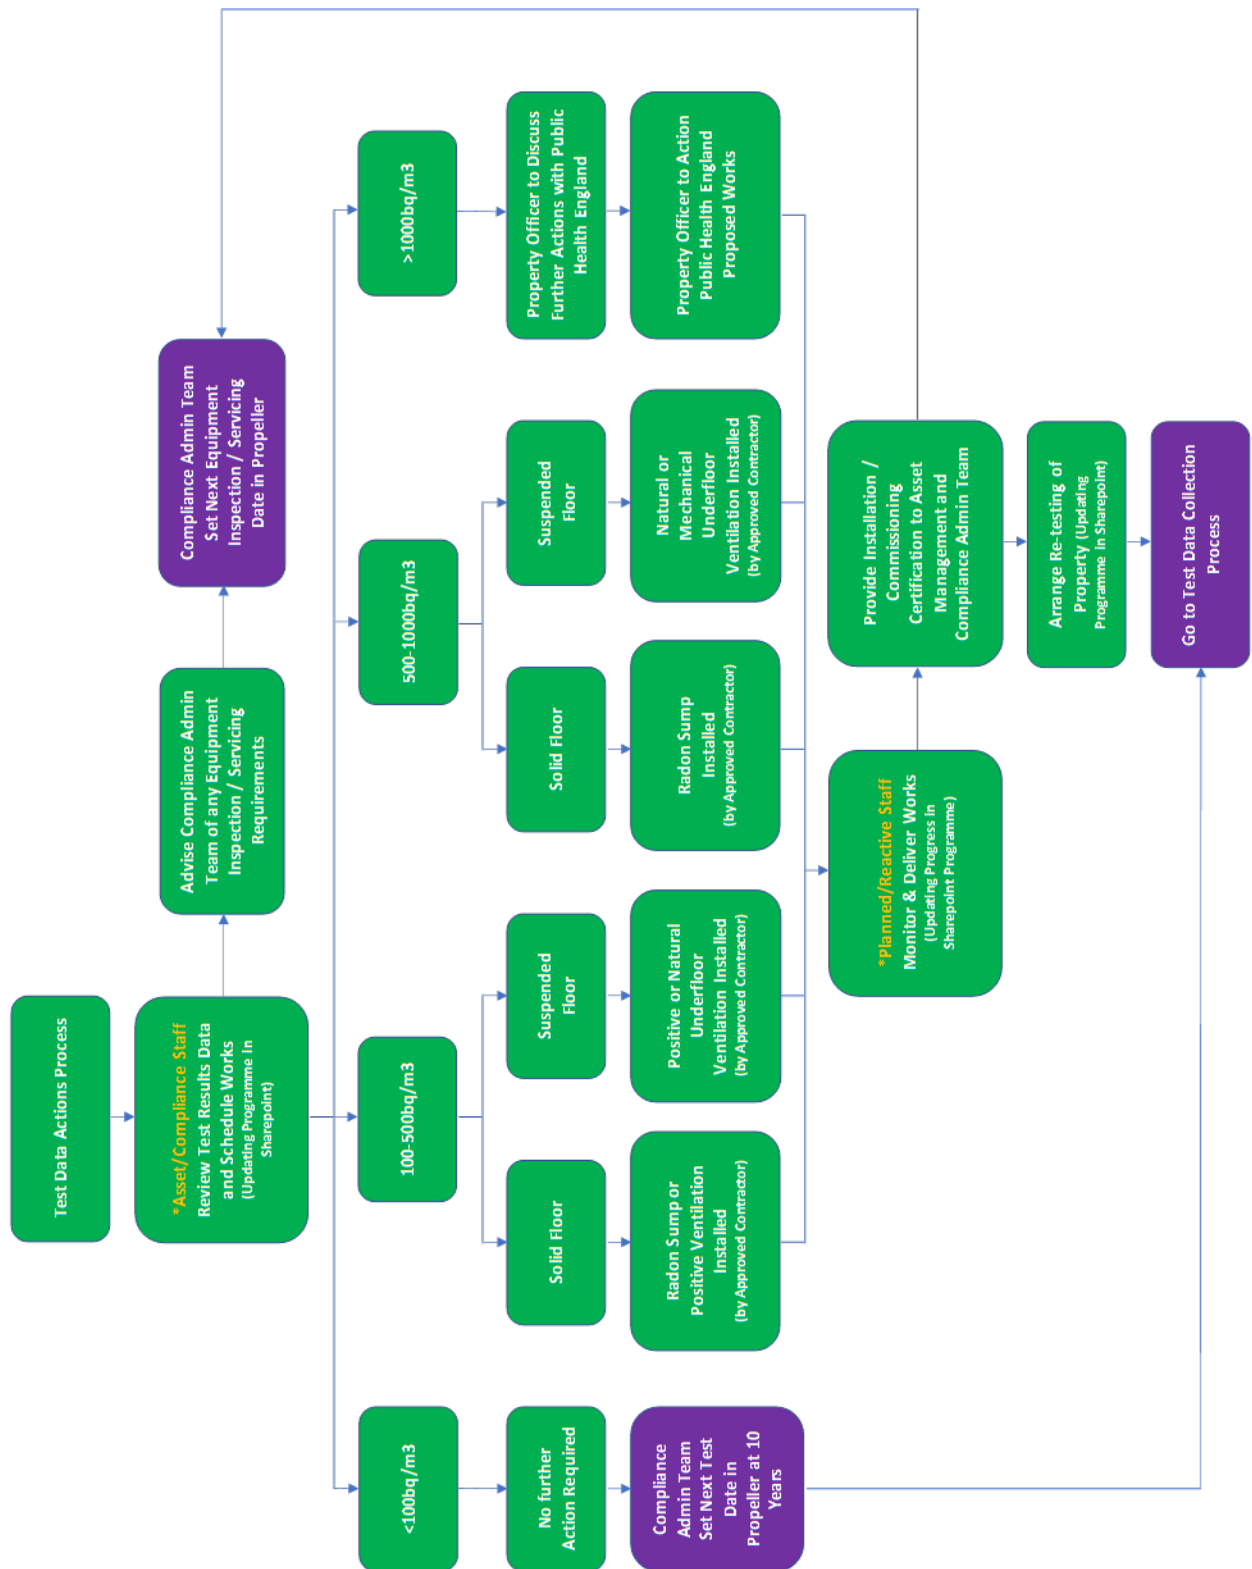 Test Data Actions Process
*Asset/Compliance Staff
Review Test Results Data
and Schedule Works
(Updating Programme in
Sharepoint)
Advise Compliance Admin
Team of any Equipment
Inspection / Servicing
Requirements
Compliance Admin Team
Set Next Equipment
Inspection / Servicing
Date in Propeller
<100bq/m3
100-500bq/m3
500-1000bq/m3
>1000bq/m3
No further
Action Required
Solid Floor
Suspended
Floor
Solid Floor
Suspended
Floor
Property Officer to Discuss
Further Actions with Public
Health England
Compliance
Admin Team
Set Next Test
Date in
Propeller at 10
Years
Radon Sump or
Positive Ventilation
Installed
(by Approved Contractor)
Positive or Natural
Underfloor
Ventilation Installed
(by Approved Contractor)
Radon Sump
Installed
(by Approved Contractor)
Natural or
Mechanical
Underfloor
Ventilation Installed
(by Approved Contractor)
Property Officer to Action
Public Health England
Proposed Works
*Planned/Reactive Staff
Monitor & Deliver Works
(Updating Progress in
Sharepoint Programme)
Provide Installation /
Commissioning
Certification to Asset
Management and
Compliance Admin Team
Arrange Re-testing of
Property (Updating
Programme in Sharepoint)
Go to Test Data Collection
Process